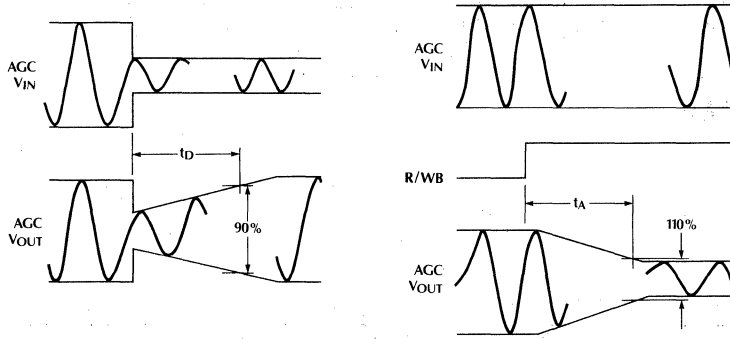 AGC
VIN
tD
AGC
VOUT
90%
AGC
VIN
R/WB
tA
110%
AGC
VOUT